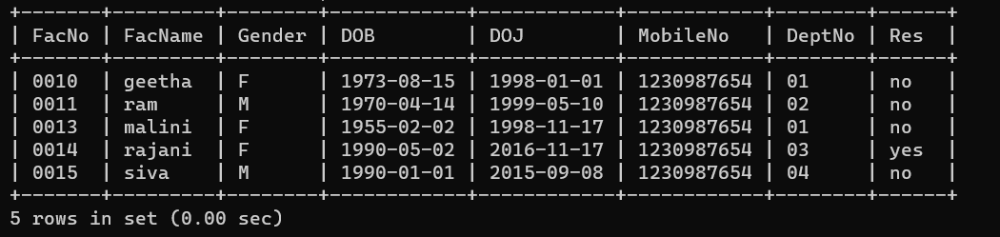 +-------+---------+--------+------------+------------+------------+--------+------+
| FacNo | FacName | Gender | DOB        | DOJ        | MobileNo   | DeptNo | Res  |
+-------+---------+--------+------------+------------+------------+--------+------+
| 0010  | geetha  | F      | 1973-08-15 | 1998-01-01 | 1230987654 | 01     | no   |
| 0011  | ram     | M      | 1970-04-14 | 1999-05-10 | 1230987654 | 02     | no   |
| 0013  | malini  | F      | 1955-02-02 | 1998-11-17 | 1230987654 | 01     | no   |
| 0014  | rajani  | F      | 1990-05-02 | 2016-11-17 | 1230987654 | 03     | yes  |
| 0015  | siva    | M      | 1990-01-01 | 2015-09-08 | 1230987654 | 04     | no   |
+-------+---------+--------+------------+------------+------------+--------+------+
5 rows in set (0.00 sec)